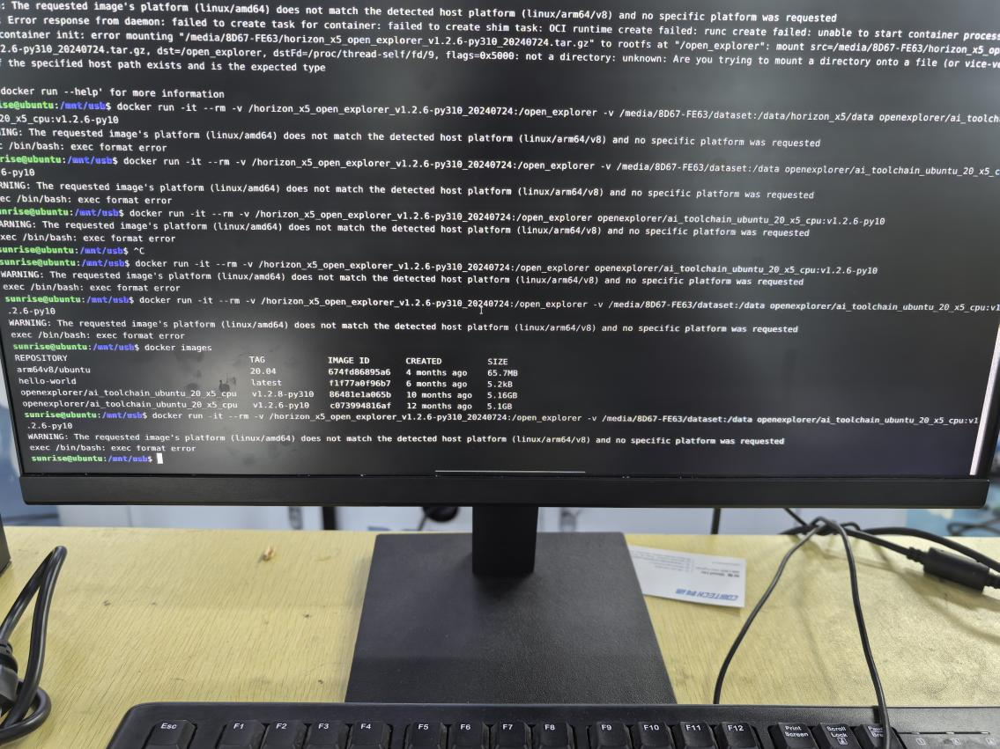 : The requested image's platform (linux/amd64) does not match the detected host platform (linux/arm64/v8) and no specific platform was requested
: Error response from daemon: failed to create task for container: failed to create shim task: OCI runtime create failed: runc create failed: unable to start container process
container init: error mounting "/media/8D67-FE63/horizon_x5_open_explorer_v1.2.6-py310_20240724.tar.gz" to rootfs at "/open_explorer": mount src=/media/8D67-FE63/horizon_x5_op
2.6-py310_20240724.tar.gz, dst=/open_explorer, dstFd=/proc/thread-self/fd/9, flags=0x5000: not a directory: unknown: Are you trying to mount a directory onto a file (or vice-ve
f the specified host path exists and is the expected type
docker run --help' for more information
rise@ubuntu:/mnt/usb$ docker run -it --rm -v /horizon_x5_open_explorer_v1.2.6-py310_20240724:/open_explorer -v /media/8D67-FE63/dataset:/data/horizon_x5/data openexplorer/ai_toolch
20_x5_cpu:v1.2.6-py10
ING: The requested image's platform (linux/amd64) does not match the detected host platform (linux/arm64/v8) and no specific platform was requested
c /bin/bash: exec format error
rise@ubuntu:/mnt/usb$ docker run -it --rm -v /horizon_x5_open_explorer_v1.2.6-py310_20240724:/open_explorer -v /media/8D67-FE63/dataset:/data openexplorer/ai_toolchain_ubuntu_20_x5_c
6-py10
RNING: The requested image's platform (linux/amd64) does not match the detected host platform (linux/arm64/v8) and no specific platform was requested
ec /bin/bash: exec format error
sunrise@ubuntu:/mnt/usb$ docker run -it --rm -v /horizon_x5_open_explorer_v1.2.6-py310_20240724:/open_explorer openexplorer/ai_toolchain_ubuntu_20_x5_cpu:v1.2.6-py10
ARNING: The requested image's platform (linux/amd64) does not match the detected host platform (linux/arm64/v8) and no specific platform was requested
exec /bin/bash: exec format error
sunrise@ubuntu:/mnt/usb$ ^C
sunrise@ubuntu:/mnt/usb$ docker run -it --rm -v /horizon_x5_open_explorer_v1.2.6-py310_20240724:/open_explorer openexplorer/ai_toolchain_ubuntu_20_x5_cpu:v1.2.6-py10
WARNING: The requested image's platform (linux/amd64) does not match the detected host platform (linux/arm64/v8) and no specific platform was requested
exec /bin/bash: exec format error
sunrise@ubuntu:/mnt/usb$ docker run -it --rm -v /horizon_x5_open_explorer_v1.2.6-py310_20240724:/open_explorer -v /media/8D67-FE63/dataset:/data openexplorer/ai_toolchain_ubuntu_20_x5_cpu:v1
.2.6-py10
WARNING: The requested image's platform (linux/amd64) does not match the detected host platform (linux/arm64/v8) and no specific platform was requested
exec /bin/bash: exec format error
sunrise@ubuntu:/mnt/usb$ docker images
REPOSITORY TAG IMAGE ID CREATED SIZE
arm64v8/ubuntu 20.04 674fd86895a6 4 months ago 65.7MB
hello-world latest f1f77a0f96b7 6 months ago 5.2kB
openexplorer/ai_toolchain_ubuntu_20_x5_cpu v1.2.8-py310 86481e1a065b 10 months ago 5.16GB
openexplorer/ai_toolchain_ubuntu_20_x5_cpu v1.2.6-py10 c073994816af 12 months ago 5.1GB
sunrise@ubuntu:/mnt/usb$ docker run -it --rm -v /horizon_x5_open_explorer_v1.2.6-py310_20240724:/open_explorer -v /media/8D67-FE63/dataset:/data openexplorer/ai_toolchain_ubuntu_20_x5_cpu:v1
.2.6-py10
WARNING: The requested image's platform (linux/amd64) does not match the detected host platform (linux/arm64/v8) and no specific platform was requested
exec /bin/bash: exec format error
sunrise@ubuntu:/mnt/usb$
Esc F1 F2 F3 F4 F5 F6 F7 F8 F9 F10 F11 F12 Print Screen Scroll Lock